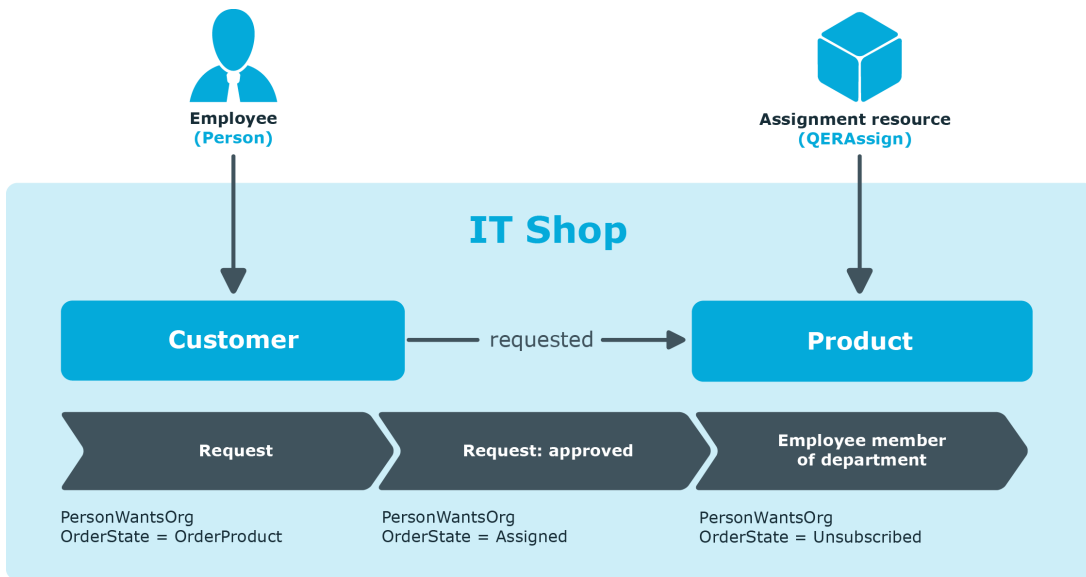 Employee
(Person)
Assignment resource
(QERAssign)
IT Shop
Customer
requested
Product
Request
Request: approved
Employee member
of department
PersonWantsOrg
OrderState = OrderProduct
PersonWantsOrg
OrderState = Assigned
PersonWantsOrg
OrderState = Unsubscribed